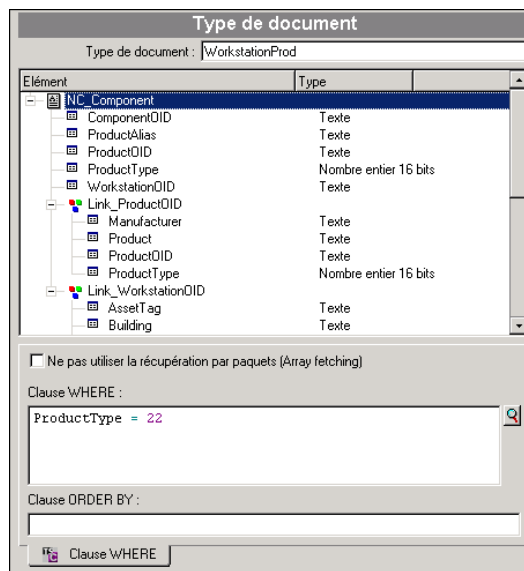 Type de document
Type de document : WorkstationProd
Elément Type
NC_Component
ComponentOID Texte
ProductAlias Texte
ProductOID Texte
ProductType Nombre entier 16 bits
WorkstationOID Texte
Link_ProductOID
Manufacturer Texte
Product Texte
ProductOID Texte
ProductType Nombre entier 16 bits
Link_WorkstationOID
AssetTag Texte
Building Texte
Ne pas utiliser la récupération par paquets (Array fetching)
Clause WHERE :
ProductType = 22
Clause ORDER BY :
Clause WHERE